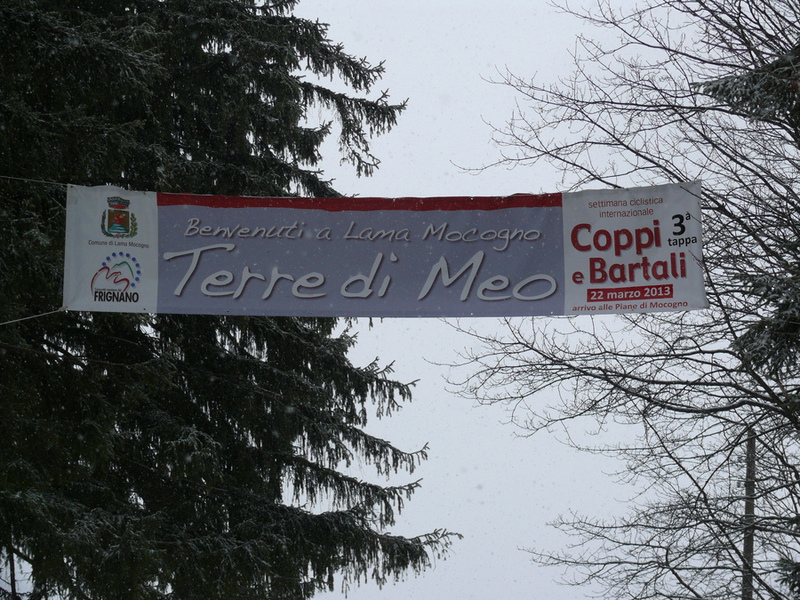 Comune di Lama Mocogno
FRIGNANO
Benvenuti a Lama Mocogno
Terre di Meo
settimana ciclistica
internazionale
Coppi
e Bartali
3ª
tappa
22 marzo 2013
arrivo alle Piane di Mocogno